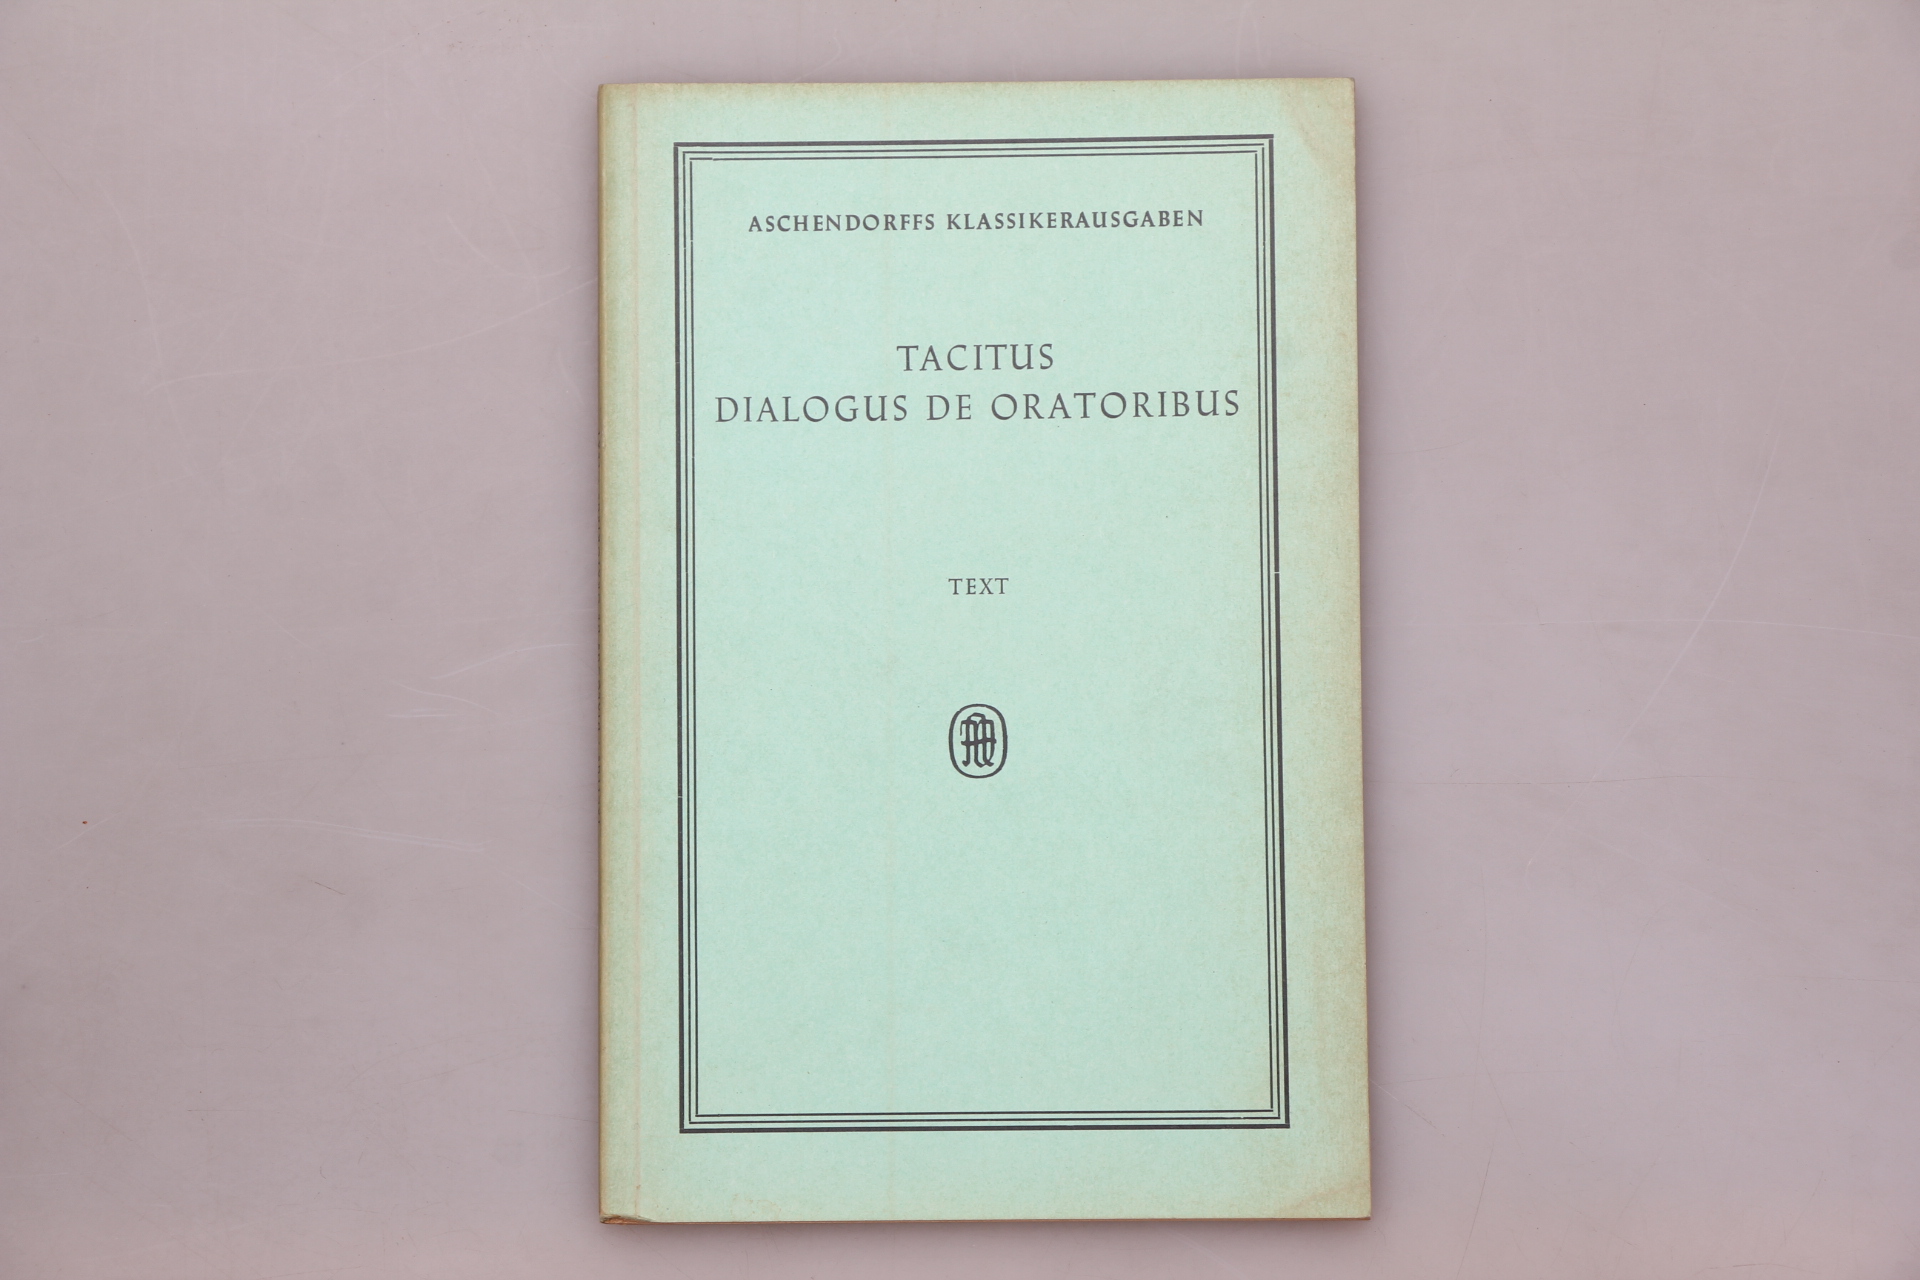 ASCHENDORFFS KLASSIKERAUSGABEN
TACITUS
DIALOGUS DE ORATORIBUS
TEXT